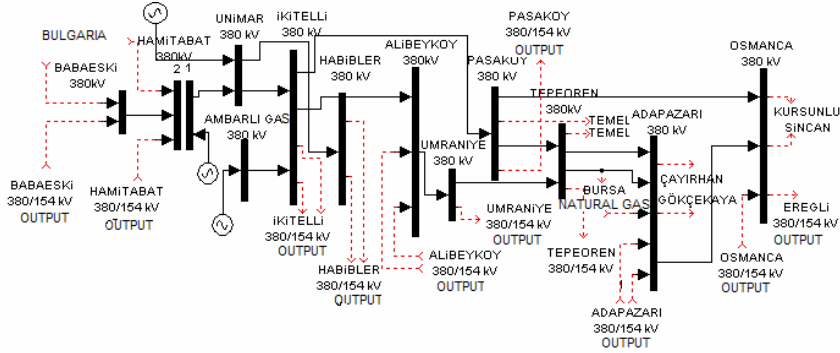 BULGARIA
BABAESKi
380kV
BABAESKi
380/154 kV
OUTPUT
HAMiTABAT
380kV
2 1
HAMiTABAT
380/154 kV
OUTPUT
UNiMAR
380 kV
AMBARLI GAS
380 kV
iKiTELLi
380 kV
iKiTELLi
380/154 kV
OUTPUT
HABiBLER
380 kV
HABiBLER
380/154 kV
OUTPUT
ALiBEYKOY
380kV
ALiBEYKOY
380/154 kV
OUTPUT
UMRANiYE
380 kV
UMRANiYE
380/154 kV
OUTPUT
PASAKOY
380/154 kV
OUTPUT
PASAKUY
380 kV
TEPEOREN
380kV
TEMEL
TEMEL
BURSA
NATURAL GAS
TEPEOREN
380/154 kV
ADAPAZARI
380 kV
ÇAYIRHAN
GÖKÇEKAYA
ADAPAZARI
380/154 kV
OUTPUT
OSMANCA
380 kV
KURSUNLU
SiNCAN
EREGLi
380/154 kV
OUTPUT
OSMANCA
380/154 kV
OUTPUT